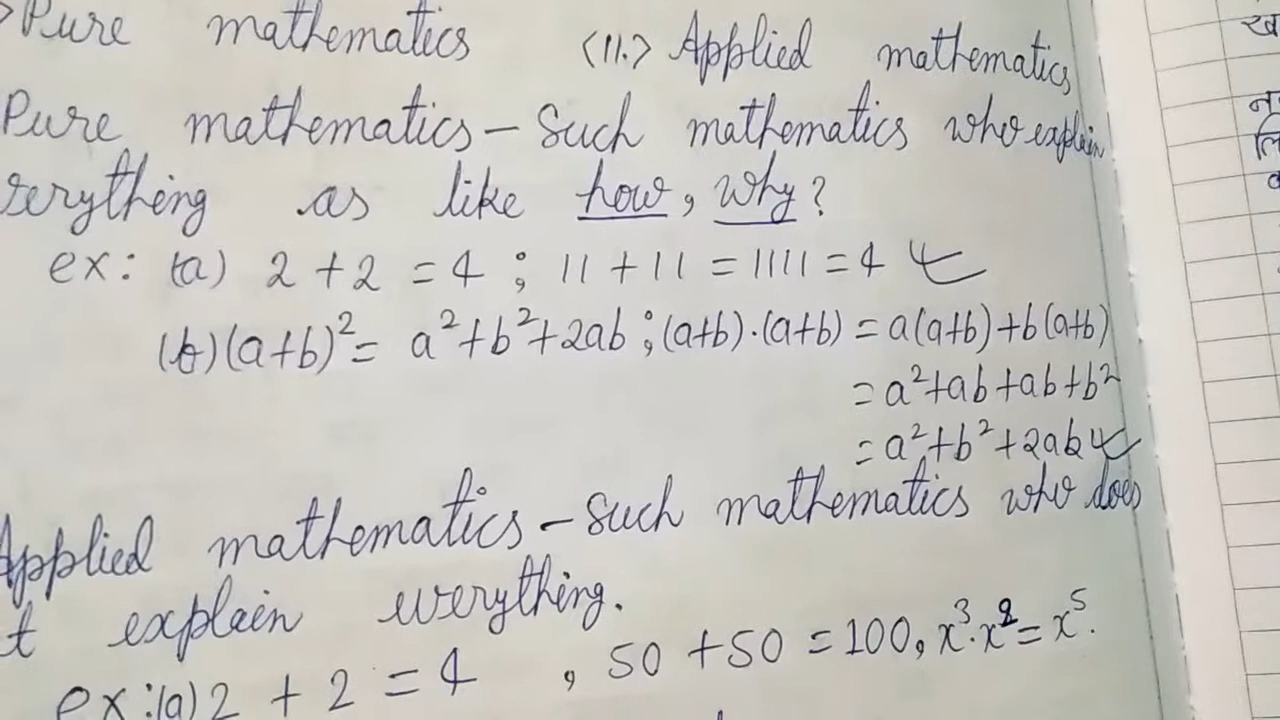 Pure mathematics (11.) Applied mathematics
Pure mathematics - Such mathematics who explain
erything as like how, why?
ex: (a) 2 + 2 = 4 ; 11 + 11 = 1111 = 4
(b) (a+b)² = a²+b²+2ab ; (a+b)·(a+b) = a(a+b)+b(a+b)
= a²+ab+ab+b²
= a²+b²+2ab
Applied mathematics - Such mathematics who does
t explain everything.
ex: (a) 2 + 2 = 4 , 50 + 50 = 100, x³·x² = x⁵.
ख
लि